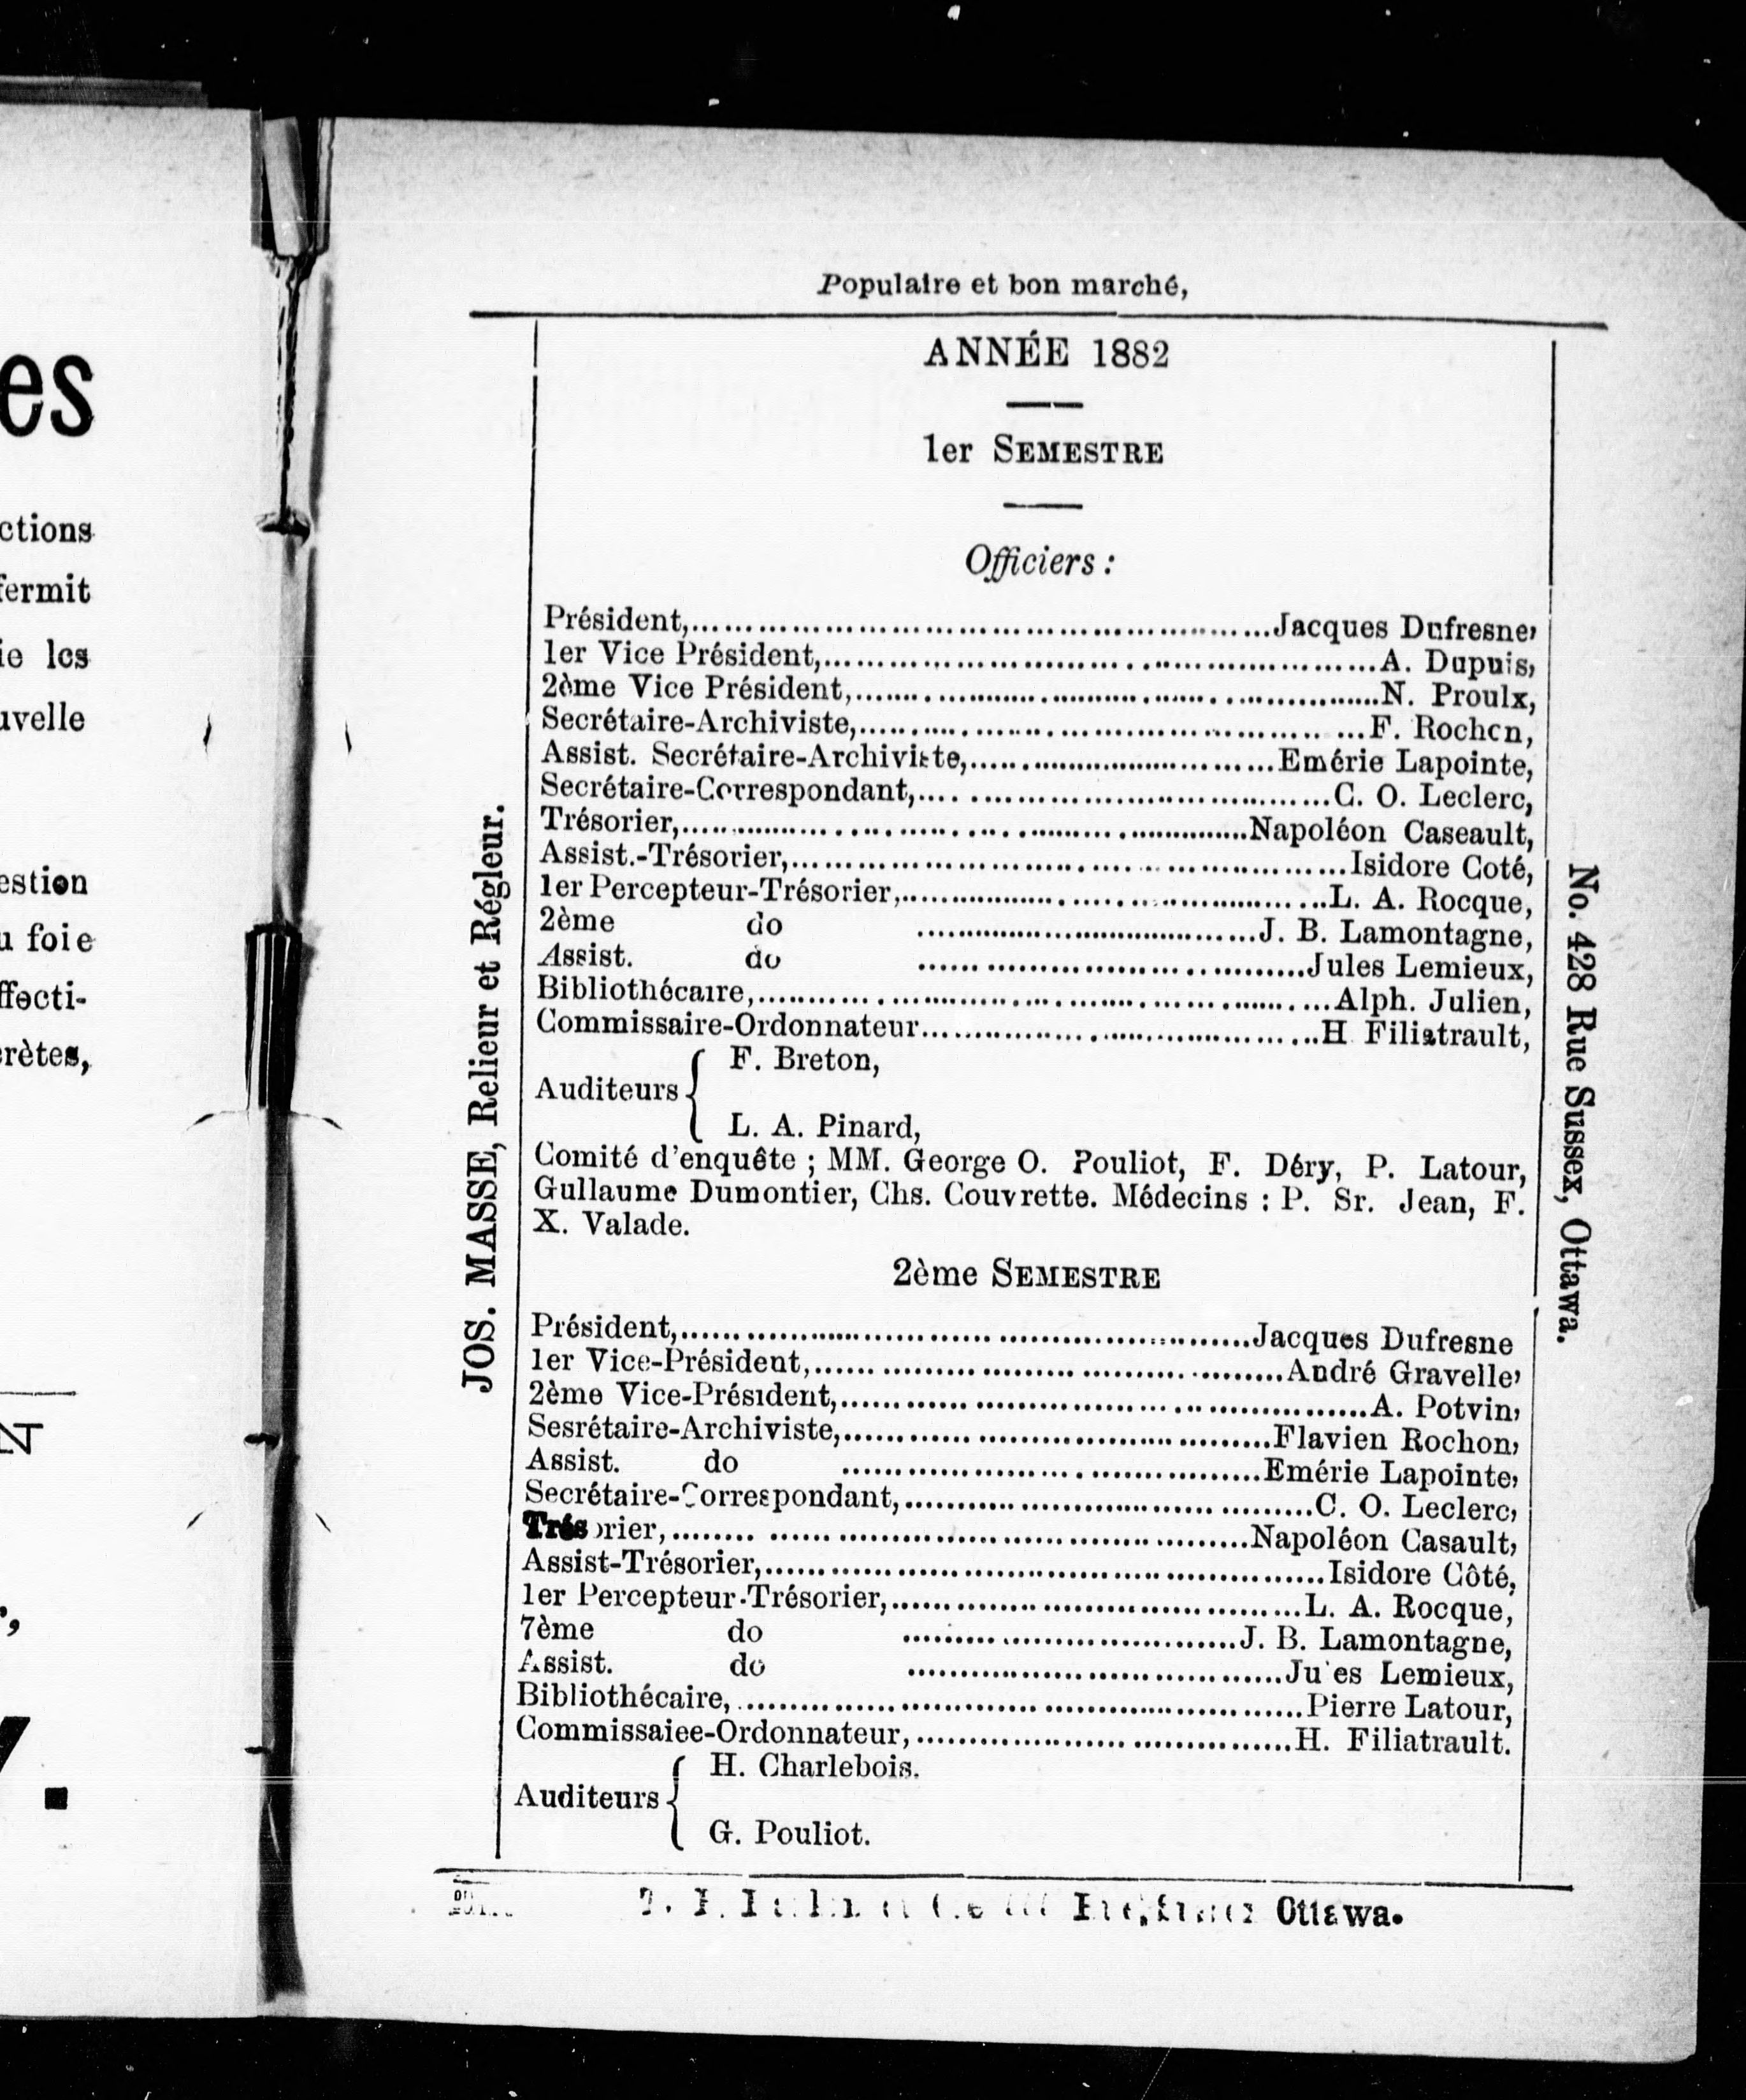 es
ctions
fermit
ie les
uvelle
estion
u foie
ffecti-
rètes,
Populaire et bon marché,
ANNÉE 1882
1er SEMESTRE
Officiers :
Président,..........Jacques Dufresne,
1er Vice Président,..........A. Dupuis,
2ème Vice Président,..........N. Proulx,
Secrétaire-Archiviste,..........F. Rochon,
Assist. Secrétaire-Archiviste,..........Emérie Lapointe,
Secrétaire-Correspondant,..........C. O. Leclerc,
Trésorier,..........Napoléon Caseault,
Assist.-Trésorier,..........Isidore Coté,
1er Percepteur-Trésorier,..........L. A. Rocque,
2ème do ..........J. B. Lamontagne,
Assist. do ..........Jules Lemieux,
Bibliothécaire,..........Alph. Julien,
Commissaire-Ordonnateur..........H Filiatrault,
F. Breton,
Auditeurs
L. A. Pinard,
Comité d'enquête ; MM. George O. Pouliot, F. Déry, P. Latour,
Gullaume Dumontier, Chs. Couvrette. Médecins : P. Sr. Jean, F.
X. Valade.
2ème SEMESTRE
Président,..........Jacques Dufresne
1er Vice-Président,..........André Gravelle,
2ème Vice-Président,..........A. Potvin,
Sesrétaire-Archiviste,..........Flavien Rochon,
Assist. do ..........Emérie Lapointe,
Secrétaire-Correspondant,..........C. O. Leclerc,
Trésorier,..........Napoléon Casault,
Assist-Trésorier,..........Isidore Côté,
1er Percepteur-Trésorier,..........L. A. Rocque,
7ème do ..........J. B. Lamontagne,
Assist. do ..........Jules Lemieux,
Bibliothécaire,..........Pierre Latour,
Commissaiee-Ordonnateur,..........H. Filiatrault.
H. Charlebois.
Auditeurs
G. Pouliot.
Ottawa.
JOS. MASSE, Relieur et Régleur.
No. 428 Rue Sussex, Ottawa.